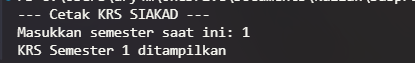 --- Cetak KRS SIAKAD ---
Masukkan semester saat ini: 1
KRS Semester 1 ditampilkan